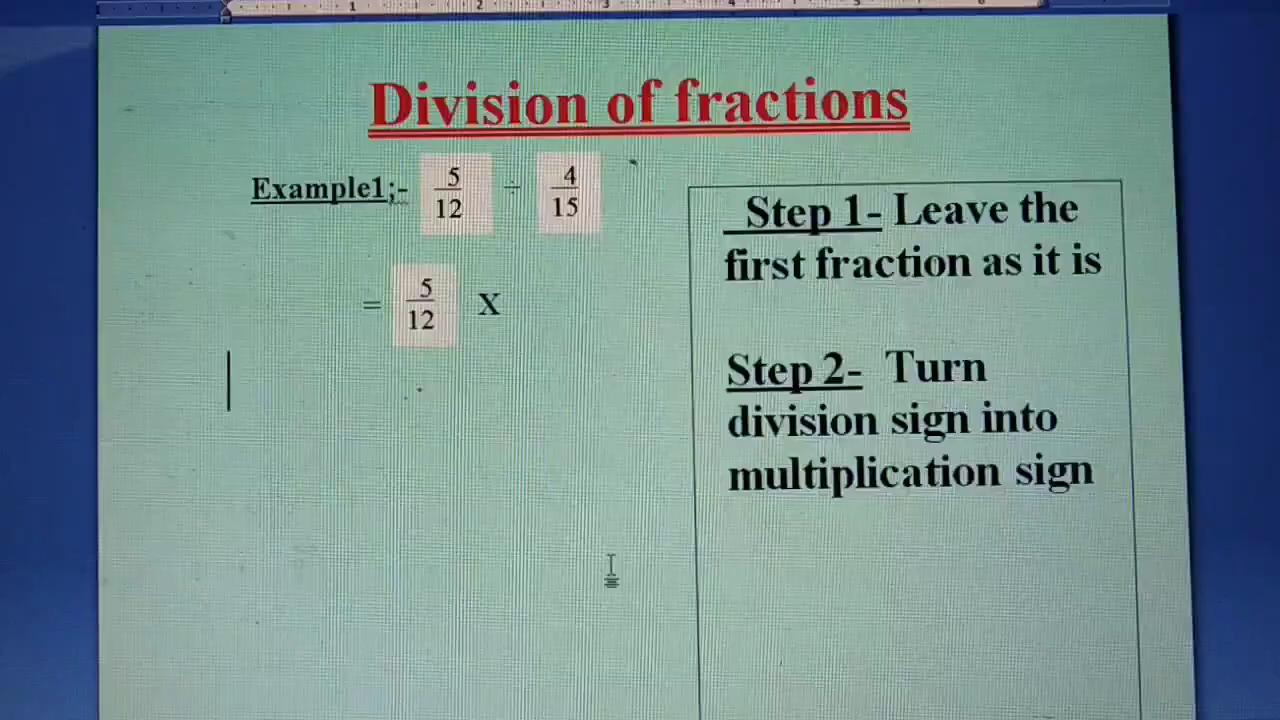 Division of fractions
Example1;- 5/12 ÷ 4/15
= 5/12 X
Step 1- Leave the
first fraction as it is
Step 2- Turn
division sign into
multiplication sign